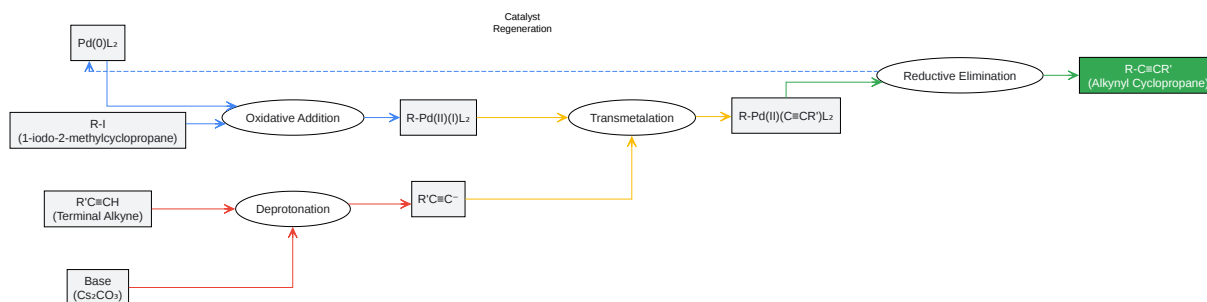 Catalyst
Regeneration
Pd(0)L₂
Reductive Elimination
R-C≡CR'
(Alkynyl Cyclopropane)
R-I
(1-iodo-2-methylcyclopropane)
Oxidative Addition
R-Pd(II)(I)L₂
Transmetalation
R-Pd(II)(C≡CR')L₂
R'C≡CH
(Terminal Alkyne)
Deprotonation
R'C≡C⁻
Base
(Cs₂CO₃)